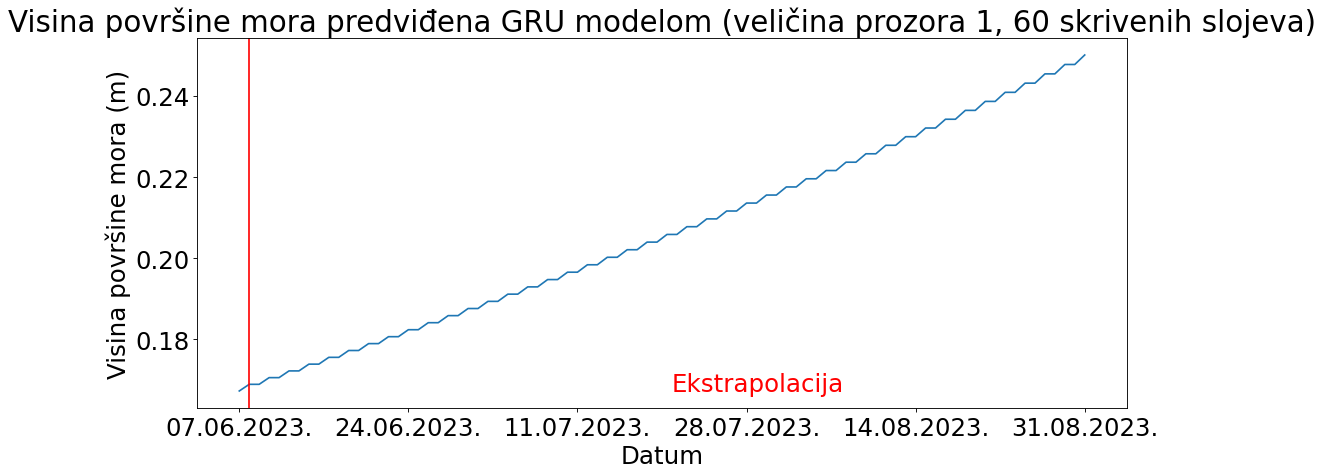 Visina površine mora predviđena GRU modelom (veličina prozora 1, 60 skrivenih slojeva)
Visina površine mora (m)
0.24
0.22
0.20
0.18
Ekstrapolacija
07.06.2023. 24.06.2023. 11.07.2023. 28.07.2023. 14.08.2023. 31.08.2023.
Datum